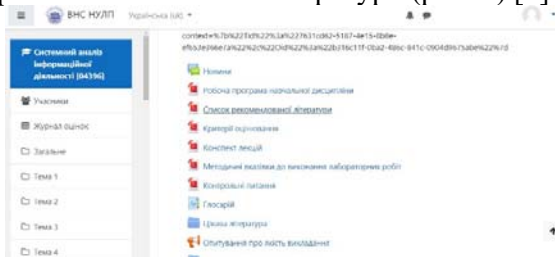 ВНС НУЛП
Українська (uk)
Системний аналіз
інформаційної
діяльності [04396]
Учасники
Журнал оцінок
Загальне
Тема 1
Тема 2
Тема 3
Тема 4
Новини
Робоча програма навчальної дисципліни
Список рекомендованої літератури
Критерії оцінювання
Конспект лекцій
Методичні вказівки до виконання лабораторних робіт
Контрольні питання
Глосарій
Цікава література
Опитування про якість викладання